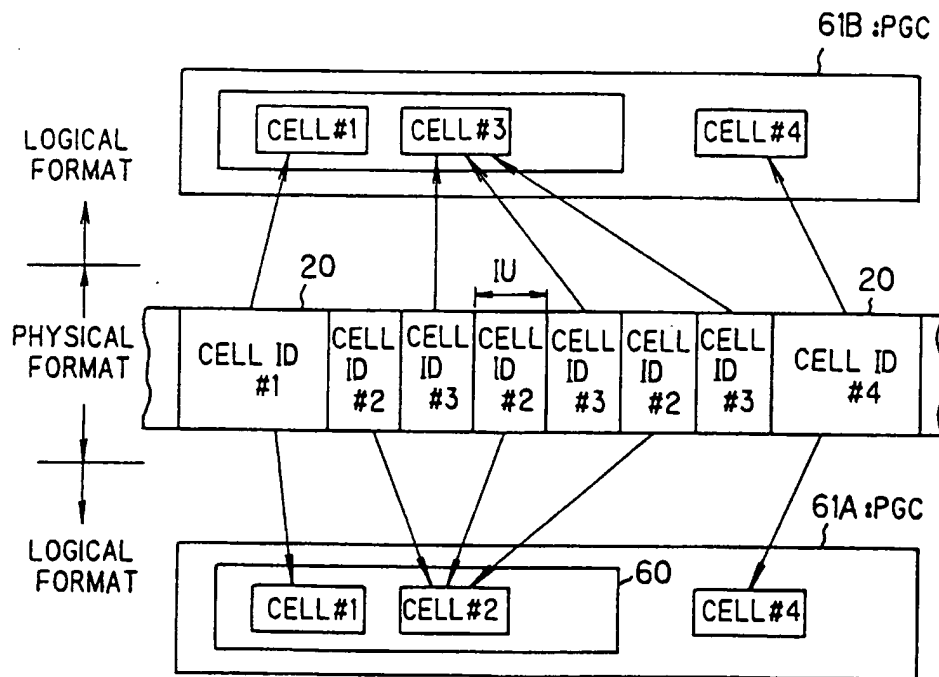 61B :PGC
CELL#1
CELL#3
CELL#4
LOGICAL
FORMAT
20
IU
20
PHYSICAL
FORMAT
CELL ID
#1
CELL
ID
#2
CELL
ID
#3
CELL
ID
#2
CELL
ID
#3
CELL
ID
#2
CELL
ID
#3
CELL ID
#4
LOGICAL
FORMAT
61A :PGC
60
CELL#1
CELL#2
CELL#4